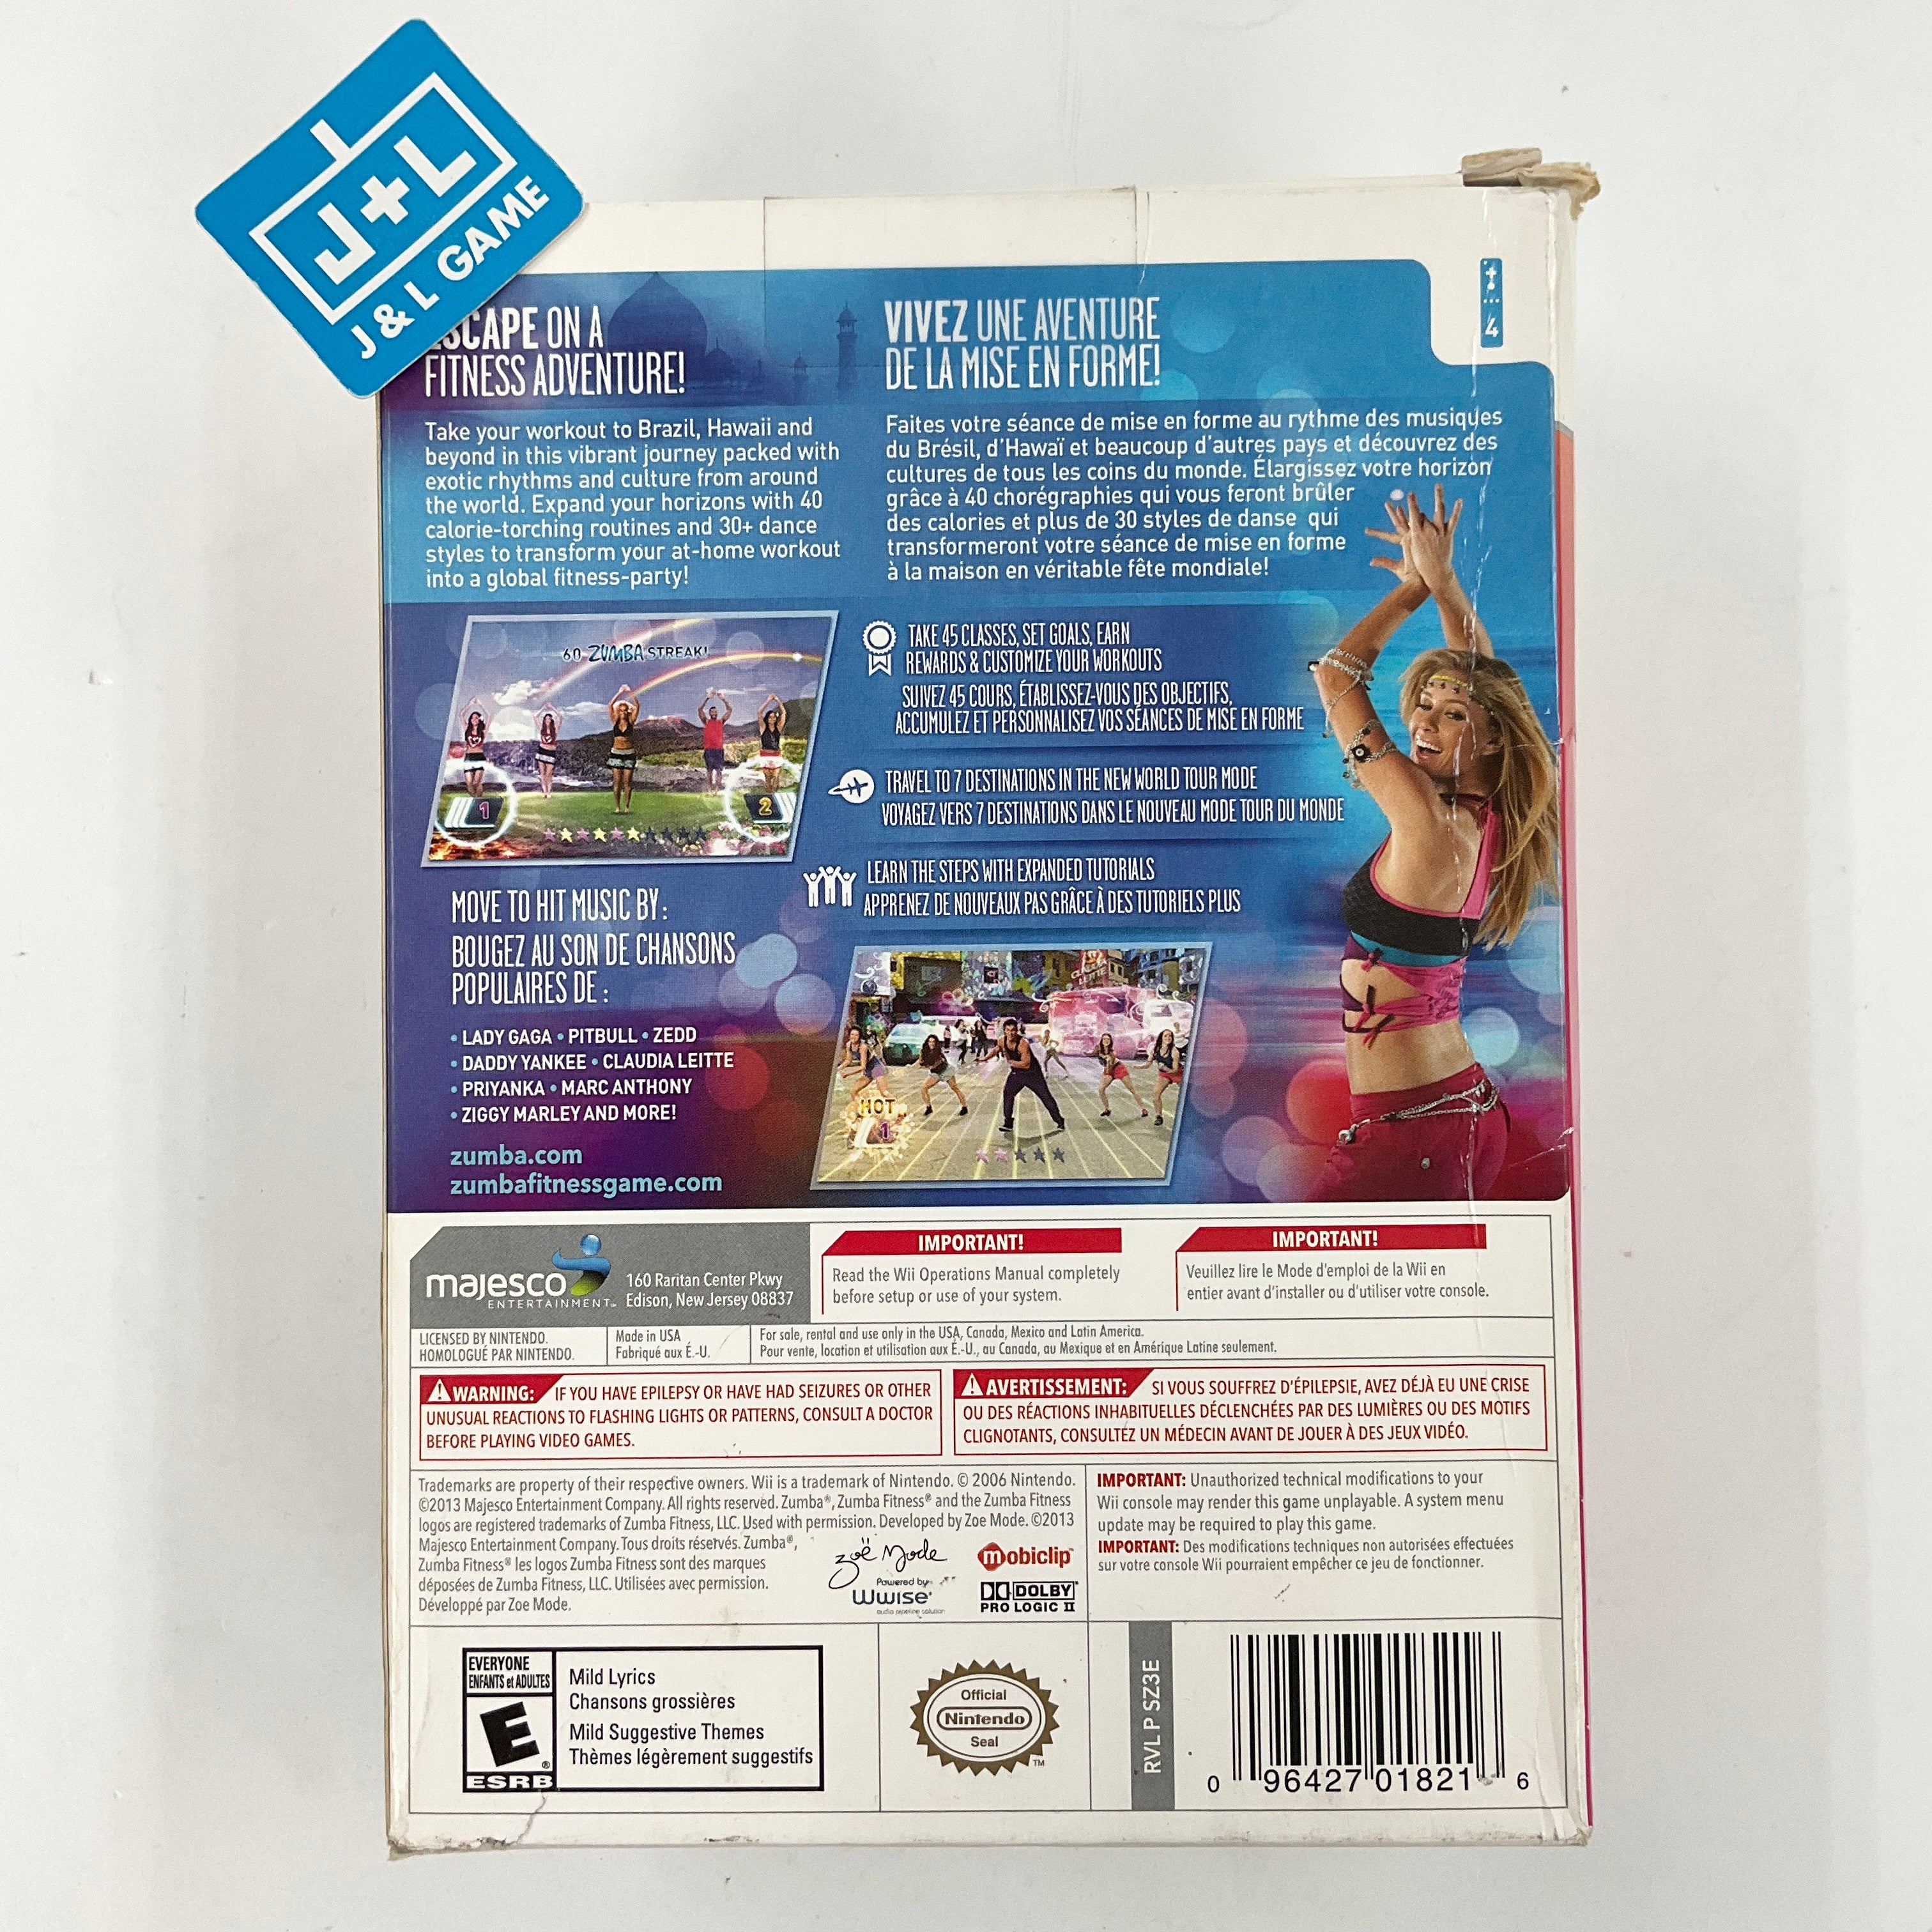 J+L
J & L GAME
ESCAPE ON A
FITNESS ADVENTURE!
Take your workout to Brazil, Hawaii and
beyond in this vibrant journey packed with
exotic rhythms and culture from around
the world. Expand your horizons with 40
calorie-torching routines and 30+ dance
styles to transform your at-home workout
into a global fitness-party!
VIVEZ UNE AVENTURE
DE LA MISE EN FORME!
Faites votre séance de mise en forme au rythme des musiques
du Brésil, d'Hawaï et beaucoup d'autres pays et découvrez des
cultures de tous les coins du monde. Élargissez votre horizon
grâce à 40 chorégraphies qui vous feront brûler
des calories et plus de 30 styles de danse qui
transformeront votre séance de mise en forme
à la maison en véritable fête mondiale!
1
...
4
60 ZUMBA STREAK!
1
2
TAKE 45 CLASSES, SET GOALS, EARN
REWARDS & CUSTOMIZE YOUR WORKOUTS
SUIVEZ 45 COURS, ÉTABLISSEZ-VOUS DES OBJECTIFS,
ACCUMULEZ ET PERSONNALISEZ VOS SÉANCES DE MISE EN FORME
TRAVEL TO 7 DESTINATIONS IN THE NEW WORLD TOUR MODE
VOYAGEZ VERS 7 DESTINATIONS DANS LE NOUVEAU MODE TOUR DU MONDE
LEARN THE STEPS WITH EXPANDED TUTORIALS
APPRENEZ DE NOUVEAUX PAS GRÂCE À DES TUTORIELS PLUS
MOVE TO HIT MUSIC BY:
BOUGEZ AU SON DE CHANSONS
POPULAIRES DE :
• LADY GAGA • PITBULL • ZEDD
• DADDY YANKEE • CLAUDIA LEITTE
• PRIYANKA • MARC ANTHONY
• ZIGGY MARLEY AND MORE!
zumba.com
zumbafitnessgame.com
CLAUDIA LEITTE
HOT
1
majesco
ENTERTAINMENT™
160 Raritan Center Pkwy
Edison, New Jersey 08837
IMPORTANT!
Read the Wii Operations Manual completely
before setup or use of your system.
IMPORTANT!
Veuillez lire le Mode d'emploi de la Wii en
entier avant d'installer ou d'utiliser votre console.
LICENSED BY NINTENDO.
HOMOLOGUÉ PAR NINTENDO.
Made in USA
Fabriqué aux É.-U.
For sale, rental and use only in the USA, Canada, Mexico and Latin America.
Pour vente, location et utilisation aux É.-U., au Canada, au Mexique et en Amérique Latine seulement.
WARNING: IF YOU HAVE EPILEPSY OR HAVE HAD SEIZURES OR OTHER
UNUSUAL REACTIONS TO FLASHING LIGHTS OR PATTERNS, CONSULT A DOCTOR
BEFORE PLAYING VIDEO GAMES.
AVERTISSEMENT: SI VOUS SOUFFREZ D'ÉPILEPSIE, AVEZ DÉJÀ EU UNE CRISE
OU DES RÉACTIONS INHABITUELLES DÉCLENCHÉES PAR DES LUMIÈRES OU DES MOTIFS
CLIGNOTANTS, CONSULTEZ UN MÉDECIN AVANT DE JOUER À DES JEUX VIDÉO.
Trademarks are property of their respective owners. Wii is a trademark of Nintendo. © 2006 Nintendo.
©2013 Majesco Entertainment Company. All rights reserved. Zumba®, Zumba Fitness® and the Zumba Fitness
logos are registered trademarks of Zumba Fitness, LLC. Used with permission. Developed by Zoe Mode. ©2013
Majesco Entertainment Company. Tous droits résérvés. Zumba®,
Zumba Fitness® les logos Zumba Fitness sont des marques
déposées de Zumba Fitness, LLC. Utilisées avec permission.
Développé par Zoe Mode.
zoë Mode
mobiclip™
Powered by
Wwise®
audio pipeline solution
DOLBY
PRO LOGIC II
IMPORTANT: Unauthorized technical modifications to your
Wii console may render this game unplayable. A system menu
update may be required to play this game.
IMPORTANT: Des modifications techniques non autorisées effectuées
sur votre console Wii pourraient empêcher ce jeu de fonctionner.
EVERYONE
ENFANTS et ADULTES
E
®
ESRB
Mild Lyrics
Chansons grossières
Mild Suggestive Themes
Thèmes légèrement suggestifs
Official
Nintendo
Seal
™
RVL P SZ3E
0 96427 01821 6